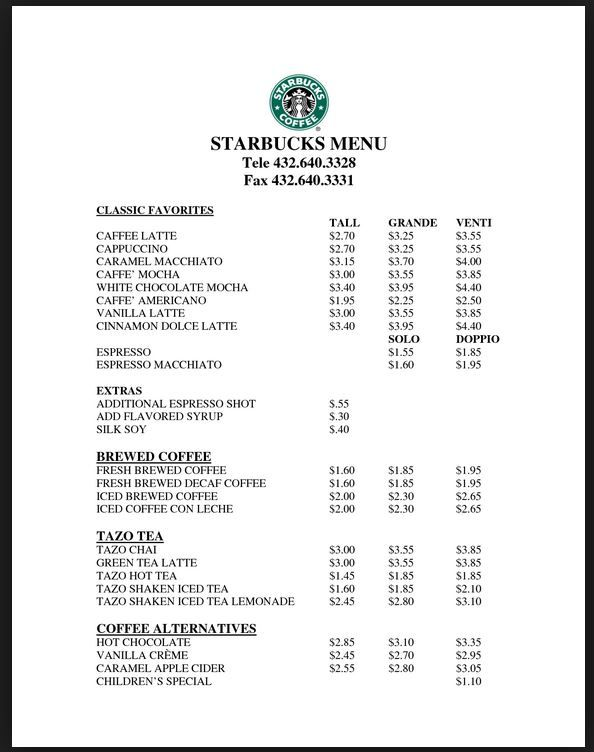 STARBUCKS
COFFEE
®
STARBUCKS MENU
Tele 432.640.3328
Fax 432.640.3331
CLASSIC FAVORITES
TALL GRANDE VENTI
CAFFEE LATTE $2.70 $3.25 $3.55
CAPPUCCINO $2.70 $3.25 $3.55
CARAMEL MACCHIATO $3.15 $3.70 $4.00
CAFFE’ MOCHA $3.00 $3.55 $3.85
WHITE CHOCOLATE MOCHA $3.40 $3.95 $4.40
CAFFE’ AMERICANO $1.95 $2.25 $2.50
VANILLA LATTE $3.00 $3.55 $3.85
CINNAMON DOLCE LATTE $3.40 $3.95 $4.40
SOLO DOPPIO
ESPRESSO $1.55 $1.85
ESPRESSO MACCHIATO $1.60 $1.95
EXTRAS
ADDITIONAL ESPRESSO SHOT $.55
ADD FLAVORED SYRUP $.30
SILK SOY $.40
BREWED COFFEE
FRESH BREWED COFFEE $1.60 $1.85 $1.95
FRESH BREWED DECAF COFFEE $1.60 $1.85 $1.95
ICED BREWED COFFEE $2.00 $2.30 $2.65
ICED COFFEE CON LECHE $2.00 $2.30 $2.65
TAZO TEA
TAZO CHAI $3.00 $3.55 $3.85
GREEN TEA LATTE $3.00 $3.55 $3.85
TAZO HOT TEA $1.45 $1.85 $1.85
TAZO SHAKEN ICED TEA $1.60 $1.85 $2.10
TAZO SHAKEN ICED TEA LEMONADE $2.45 $2.80 $3.10
COFFEE ALTERNATIVES
HOT CHOCOLATE $2.85 $3.10 $3.35
VANILLA CRÈME $2.45 $2.70 $2.95
CARAMEL APPLE CIDER $2.55 $2.80 $3.05
CHILDREN’S SPECIAL $1.10